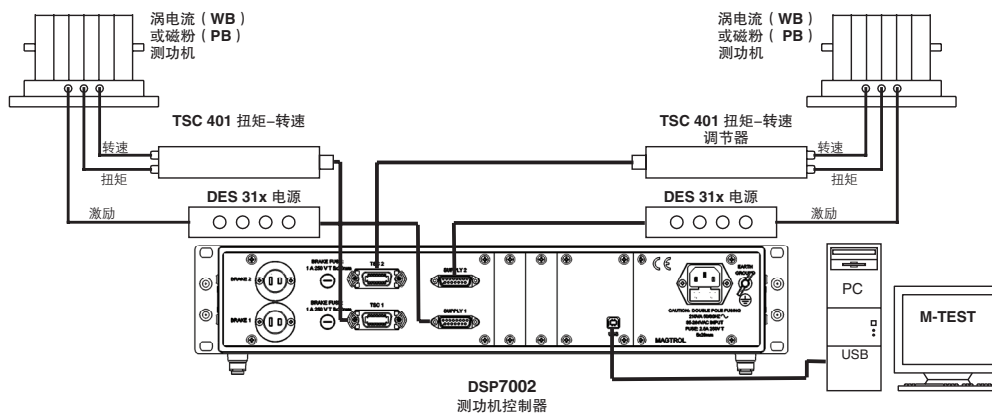 涡电流（WB）
或磁粉（PB）
测功机
涡电流（WB）
或磁粉（ PB）
测功机
TSC 401 扭矩–转速
TSC 401 扭矩–转速
调节器
转速
扭矩
转速
扭矩
DES 31x 电源
DES 31x 电源
激励
激励
BRAKE 2
BRAKE FUSE
TSC 2
SUPPLY 2
EARTH
GROUND
BRAKE 1
TSC 1
SUPPLY 1
CAUTION: DOUBLE POLE FUSING
MAGTROL
PC
USB
M-TEST
DSP7002
测功机控制器